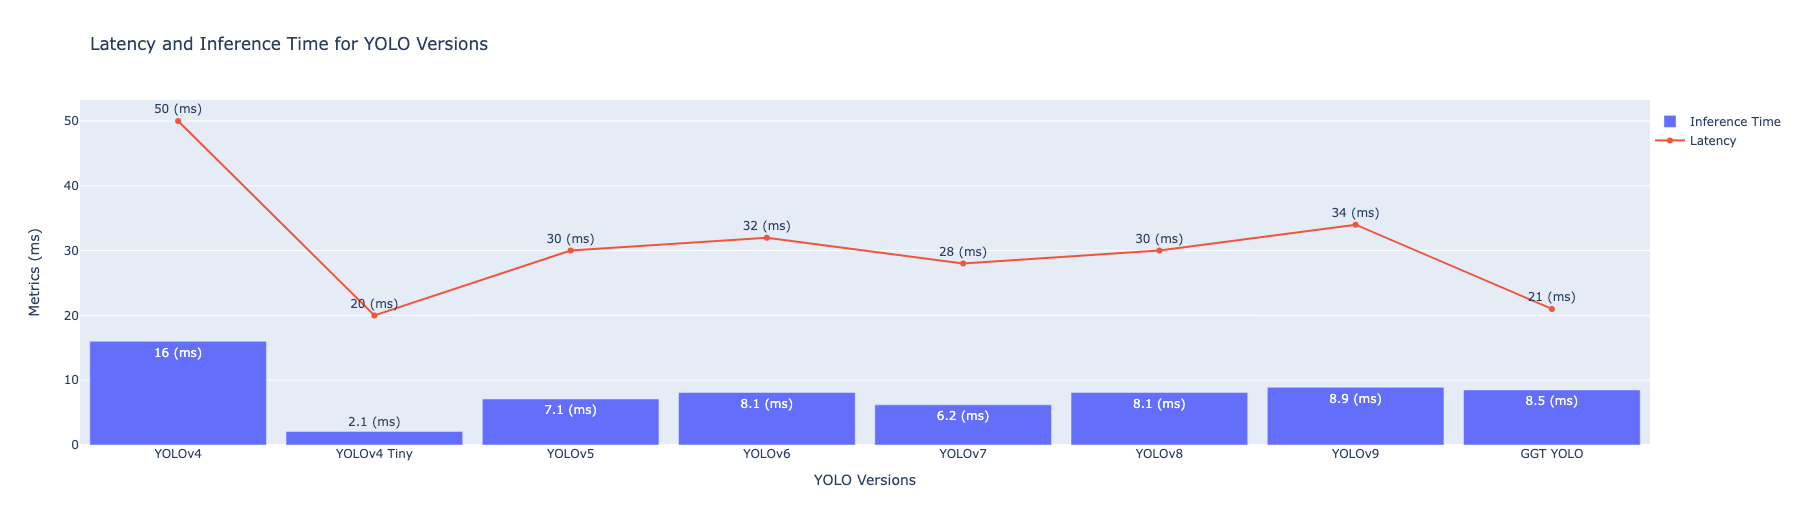 Latency and Inference Time for YOLO Versions
50 (ms)
20 (ms)
30 (ms)
32 (ms)
28 (ms)
30 (ms)
34 (ms)
21 (ms)
16 (ms)
2.1 (ms)
7.1 (ms)
8.1 (ms)
6.2 (ms)
8.1 (ms)
8.9 (ms)
8.5 (ms)
50
40
30
20
10
0
Metrics (ms)
YOLOv4
YOLOv4 Tiny
YOLOv5
YOLOv6
YOLOv7
YOLOv8
YOLOv9
GGT YOLO
YOLO Versions
Inference Time
Latency